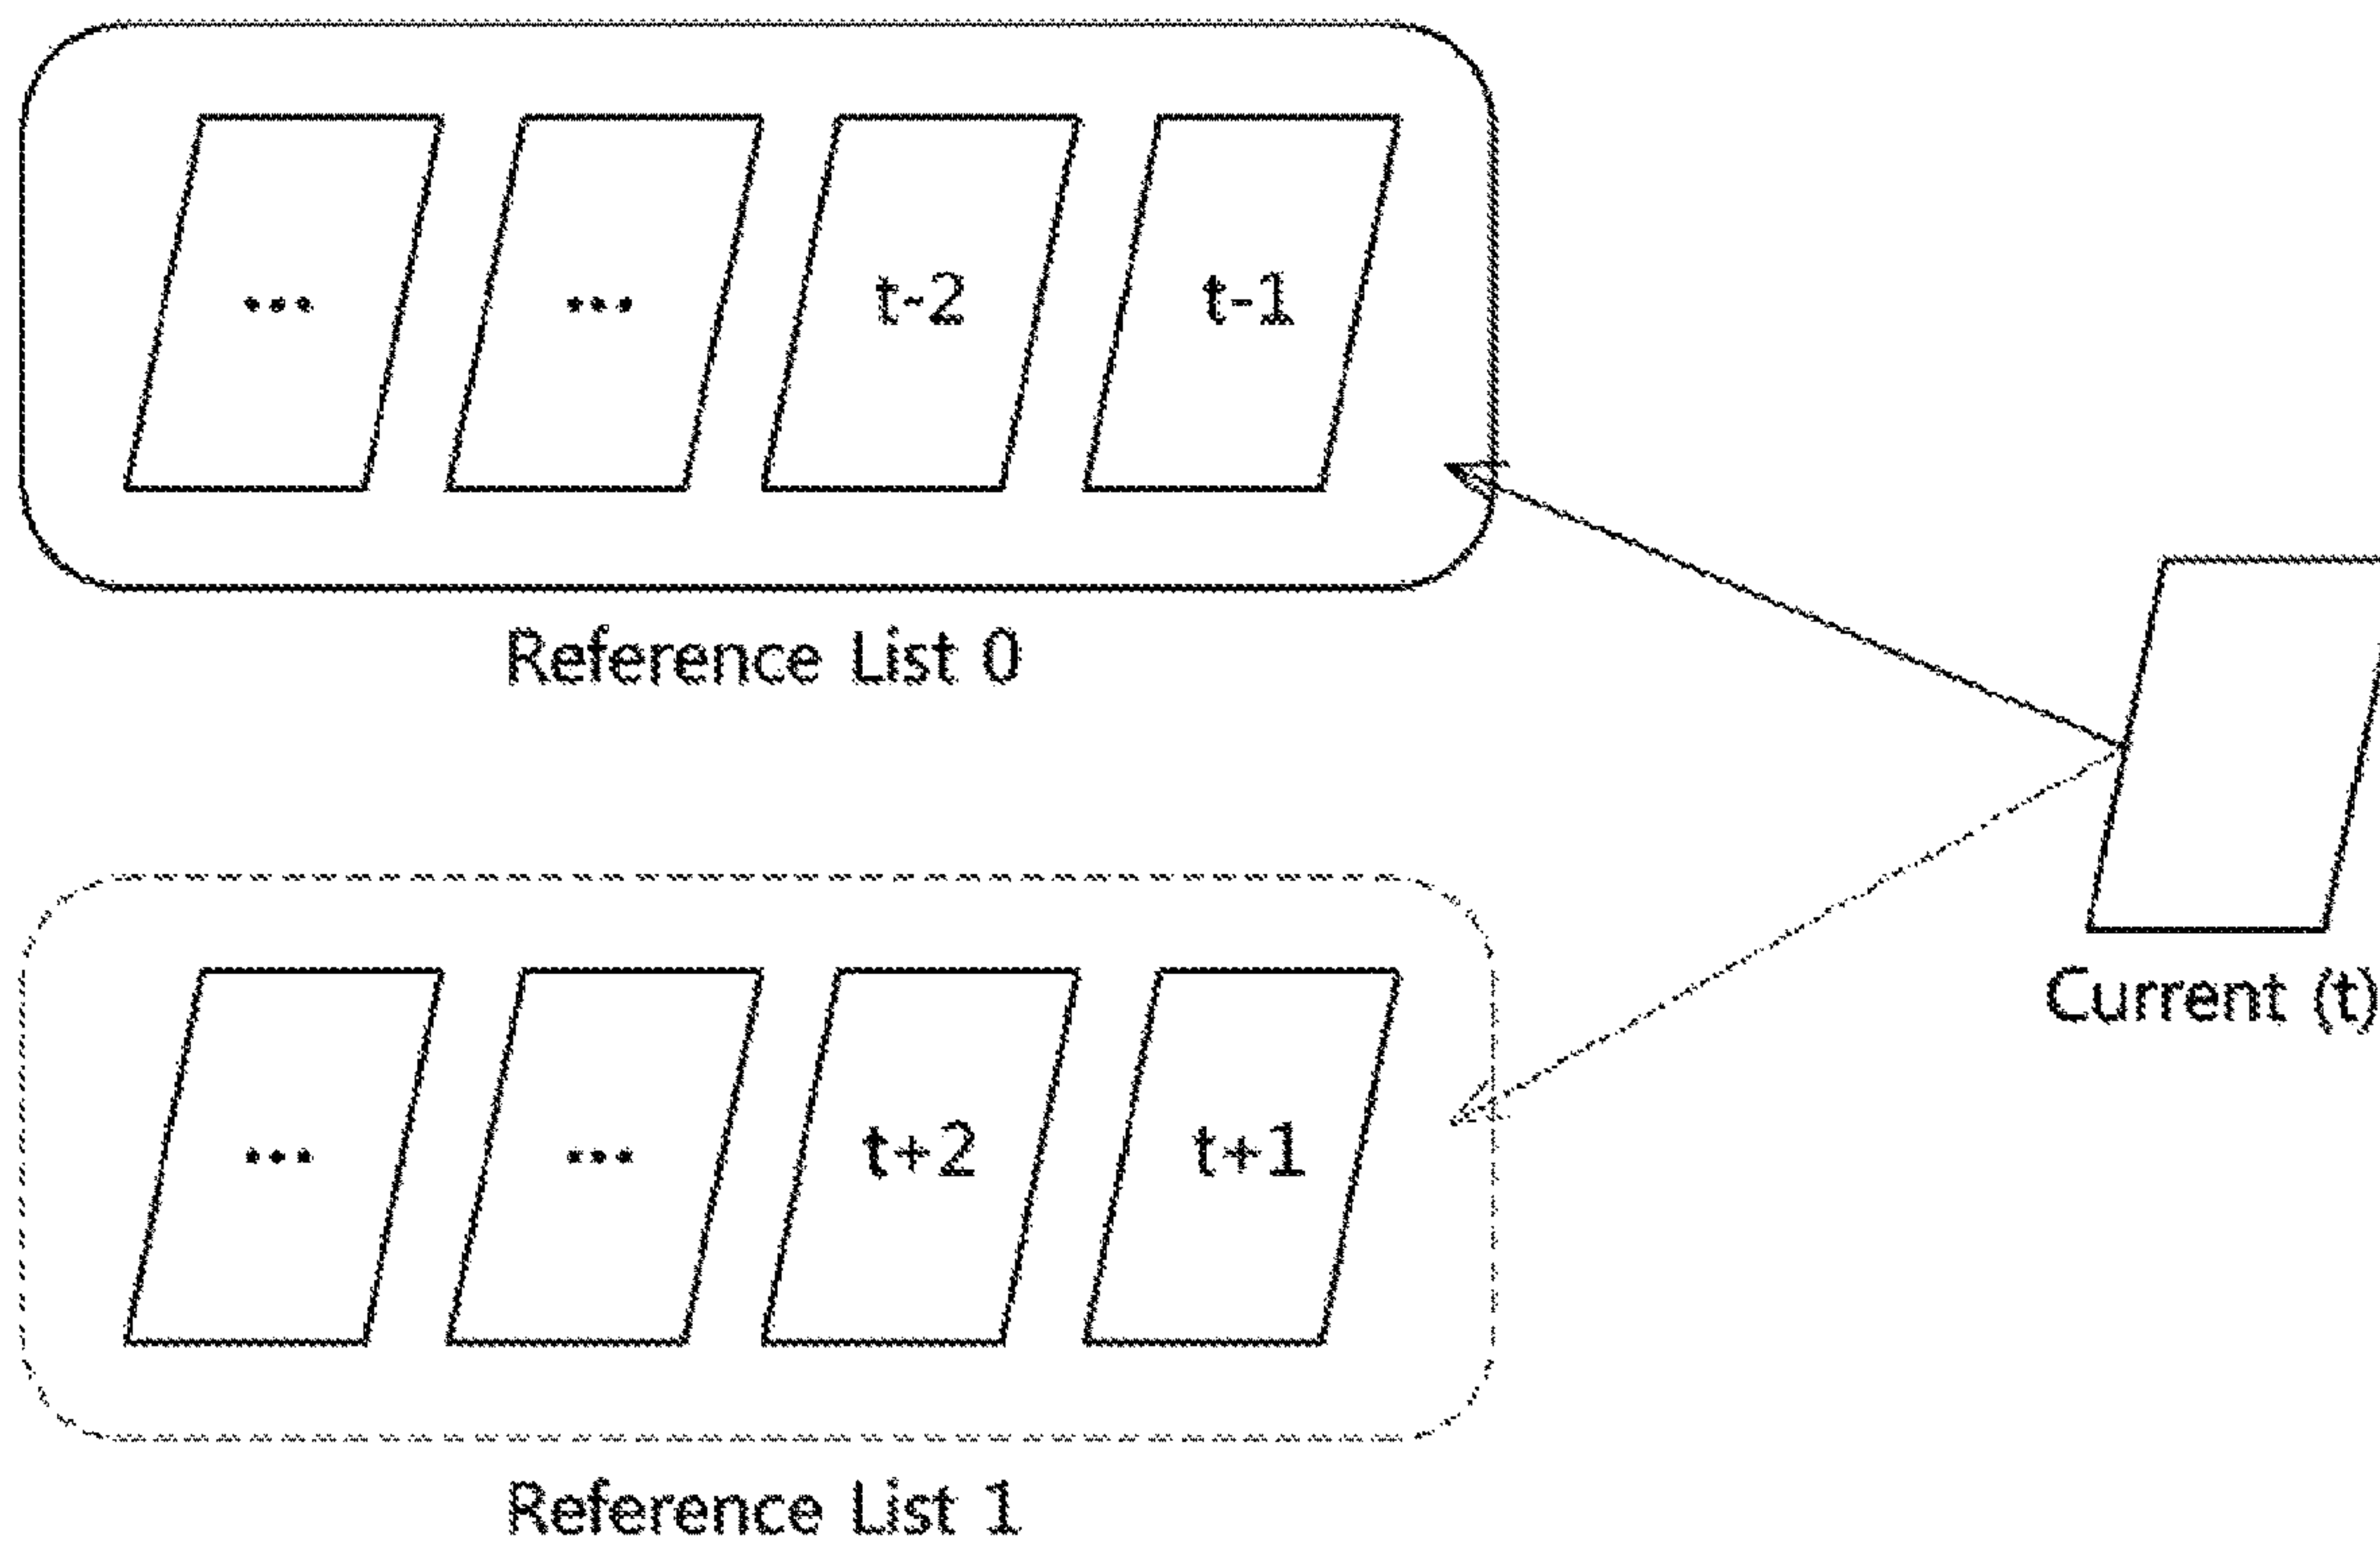 ... ... t-2 t-1
Reference List 0
Current (t)
... ... t+2 t+1
Reference List 1